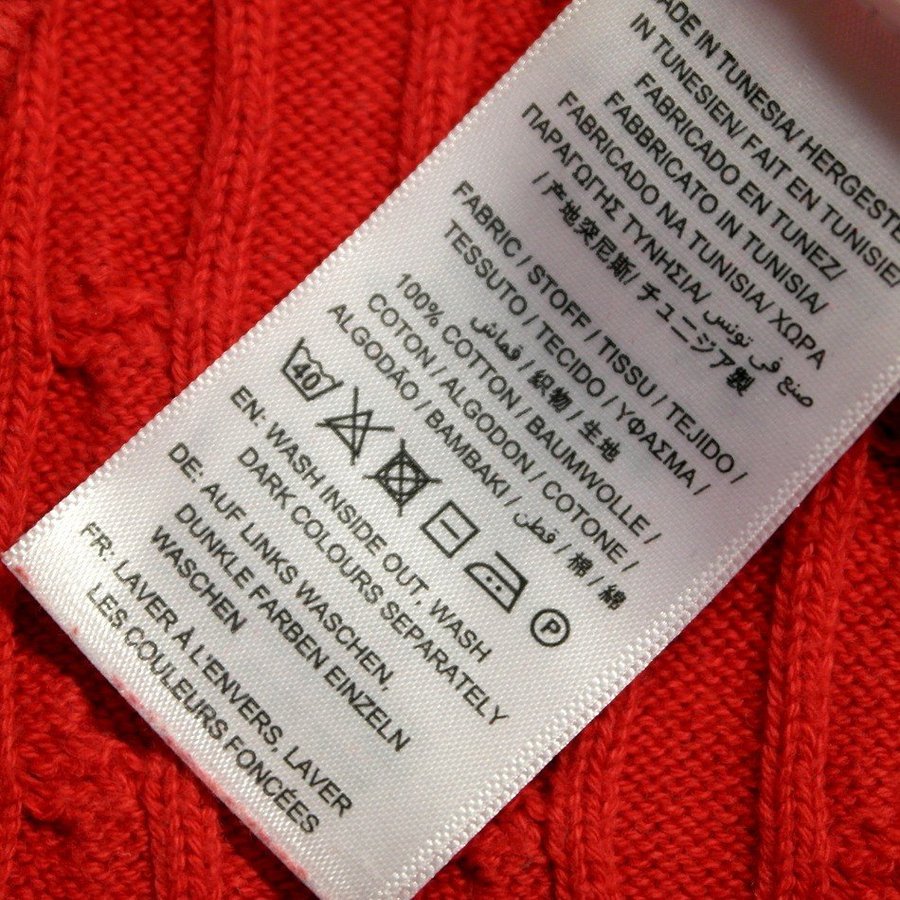 MADE IN TUNESIA/ HERGESTE
IN TUNESIEN/ FAIT EN TUNISIE/
FABRICADO EN TUNEZ/
FABBRICATO IN TUNISIA/
FABRICADO NA TUNISIA/ ΧΩΡΑ
ΠΑΡΑΓΩΓΗΣ ΤΥΝΗΣΙΑ/ صنع في تونس
/ 产地突尼斯/ チュニジア製
FABRIC / STOFF / TISSU / TEJIDO /
TESSUTO / TECIDO / ΥΦΑΣΜΑ /
قماش / 织物 / 生地
100% COTTON / BAUMWOLLE /
COTON / ALGODON / COTONE /
ALGODÃO / BAMBAKI / قطن / 棉 / 綿
40
P
EN: WASH INSIDE OUT, WASH
DARK COLOURS SEPARATELY
DE: AUF LINKS WASCHEN,
DUNKLE FARBEN EINZELN
WASCHEN
FR: LAVER À L'ENVERS, LAVER
LES COULEURS FONCÉES